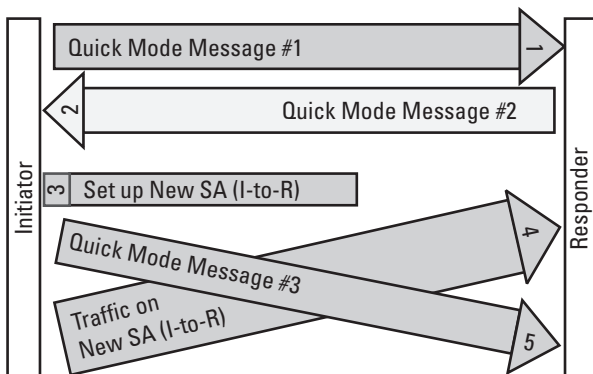 Quick Mode Message #1
1
2
Quick Mode Message #2
Initiator
3
Set up New SA (I-to-R)
Responder
4
Quick Mode Message #3
Traffic on
New SA (I-to-R)
5